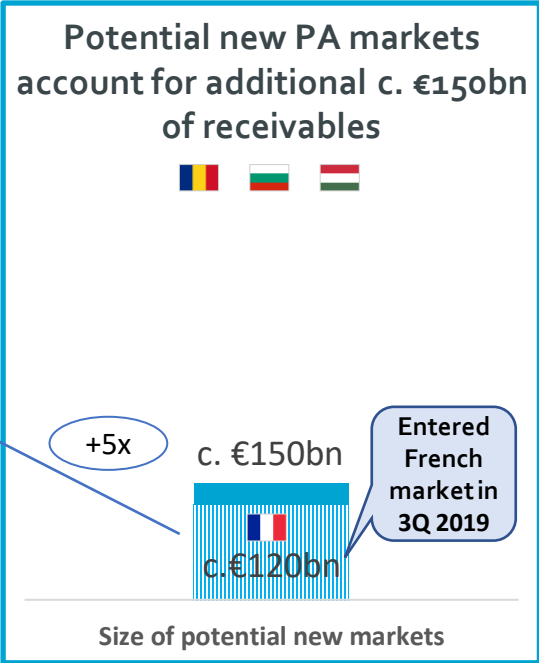 Potential new PA markets
account for additional c. €150bn
of receivables
+5x
c. €150bn
Entered
French
market in
3Q 2019
c.€120bn
Size of potential new markets